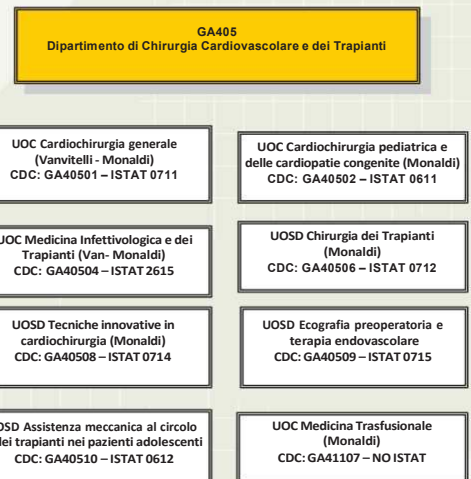 GA405
Dipartimento di Chirurgia Cardiovascolare e dei Trapianti
UOC Cardiochirurgia generale
(Vanvitelli - Monaldi)
CDC: GA40501 – ISTAT 0711
UOC Cardiochirurgia pediatrica e
delle cardiopatie congenite (Monaldi)
CDC: GA40502 – ISTAT 0611
UOC Medicina Infettivologica e dei
Trapianti (Van- Monaldi)
CDC: GA40504 – ISTAT 2615
UOSD Chirurgia dei Trapianti
(Monaldi)
CDC: GA40506 – ISTAT 0712
UOSD Tecniche innovative in
cardiochirurgia (Monaldi)
CDC: GA40508 – ISTAT 0714
UOSD Ecografia preoperatoria e
terapia endovascolare
CDC: GA40509 – ISTAT 0715
OSD Assistenza meccanica al circolo
dei trapianti nei pazienti adolescenti
CDC: GA40510 – ISTAT 0612
UOC Medicina Trasfusionale
(Monaldi)
CDC: GA41107 – NO ISTAT